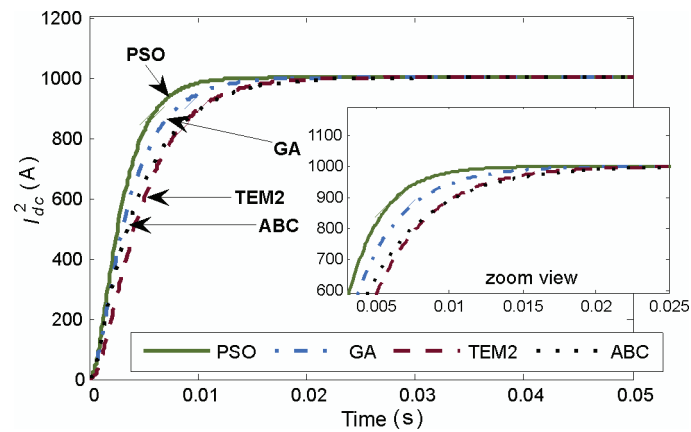 1200
1000
800
600
400
200
0
I²dc (A)
PSO
GA
TEM2
ABC
1100
1000
900
800
700
600
zoom view
0.005 0.01 0.015 0.02 0.025
PSO GA TEM2 ABC
0 0.01 0.02 0.03 0.04 0.05
Time (s)